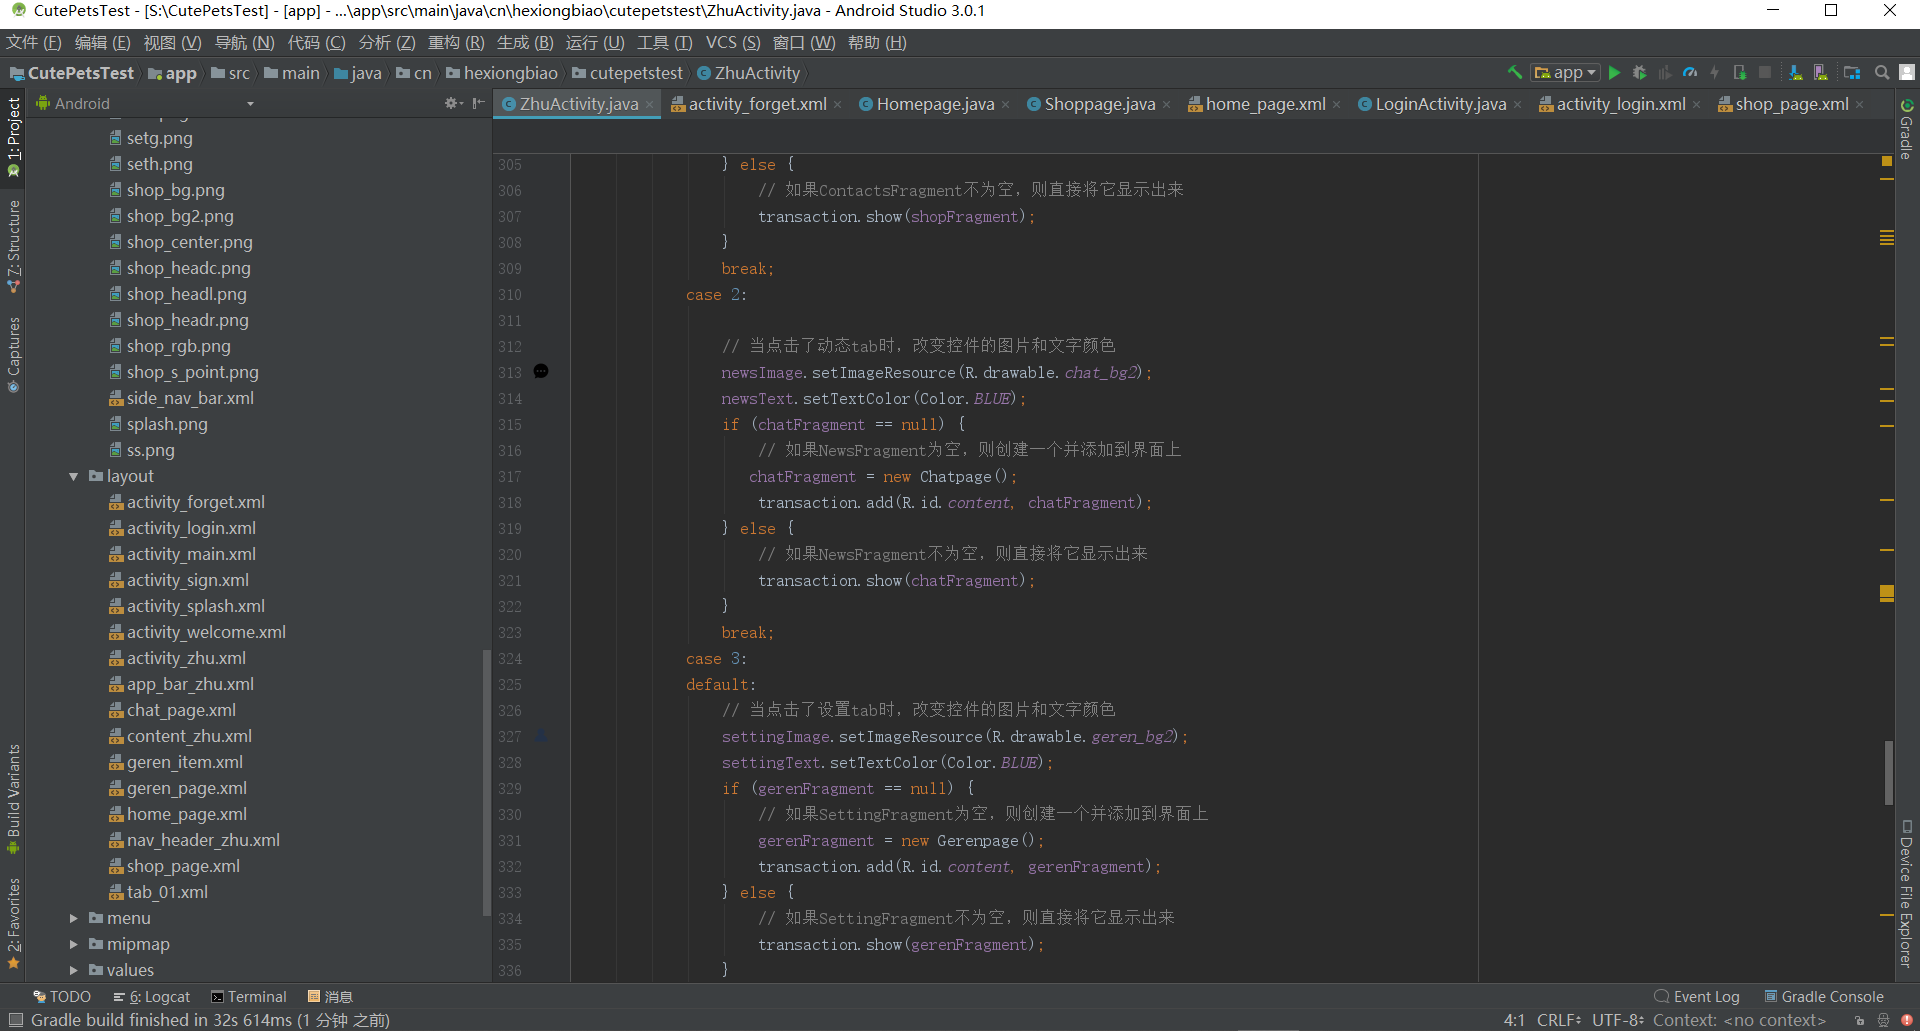 CutePetsTest - [S:\CutePetsTest] - [app] - ...\app\src\main\java\cn\hexiongbiao\cutepetstest\ZhuActivity.java - Android Studio 3.0.1
文件 (F) 编辑 (E) 视图 (V) 导航 (N) 代码 (C) 分析 (Z) 重构 (R) 生成 (B) 运行 (U) 工具 (T) VCS (S) 窗口 (W) 帮助 (H)
CutePetsTest app src main java cn hexiongbiao cutepetstest ZhuActivity app
Android
ZhuActivity.java activity_forget.xml Homepage.java Shoppage.java home_page.xml LoginActivity.java activity_login.xml shop_page.xml
1: Project
7: Structure
Captures
Build Variants
2: Favorites
setg.png
seth.png
shop_bg.png
shop_bg2.png
shop_center.png
shop_headc.png
shop_headl.png
shop_headr.png
shop_rgb.png
shop_s_point.png
side_nav_bar.xml
splash.png
ss.png
layout
activity_forget.xml
activity_login.xml
activity_main.xml
activity_sign.xml
activity_splash.xml
activity_welcome.xml
activity_zhu.xml
app_bar_zhu.xml
chat_page.xml
content_zhu.xml
geren_item.xml
geren_page.xml
home_page.xml
nav_header_zhu.xml
shop_page.xml
tab_01.xml
menu
mipmap
values
305 } else {
306 // 如果ContactsFragment不为空，则直接将它显示出来
307 transaction.show(shopFragment);
308 }
309 break;
310 case 2:
311
312 // 当点击了动态tab时，改变控件的图片和文字颜色
313 newsImage.setImageResource(R.drawable.chat_bg2);
314 newsText.setTextColor(Color.BLUE);
315 if (chatFragment == null) {
316 // 如果NewsFragment为空，则创建一个并添加到界面上
317 chatFragment = new Chatpage();
318 transaction.add(R.id.content, chatFragment);
319 } else {
320 // 如果NewsFragment不为空，则直接将它显示出来
321 transaction.show(chatFragment);
322 }
323 break;
324 case 3:
325 default:
326 // 当点击了设置tab时，改变控件的图片和文字颜色
327 settingImage.setImageResource(R.drawable.geren_bg2);
328 settingText.setTextColor(Color.BLUE);
329 if (gerenFragment == null) {
330 // 如果SettingFragment为空，则创建一个并添加到界面上
331 gerenFragment = new Gerenpage();
332 transaction.add(R.id.content, gerenFragment);
333 } else {
334 // 如果SettingFragment不为空，则直接将它显示出来
335 transaction.show(gerenFragment);
336 }
Gradle
Device File Explorer
TODO 6: Logcat Terminal 消息 Event Log Gradle Console
Gradle build finished in 32s 614ms (1 分钟 之前) 4:1 CRLF UTF-8 Context: <no context>